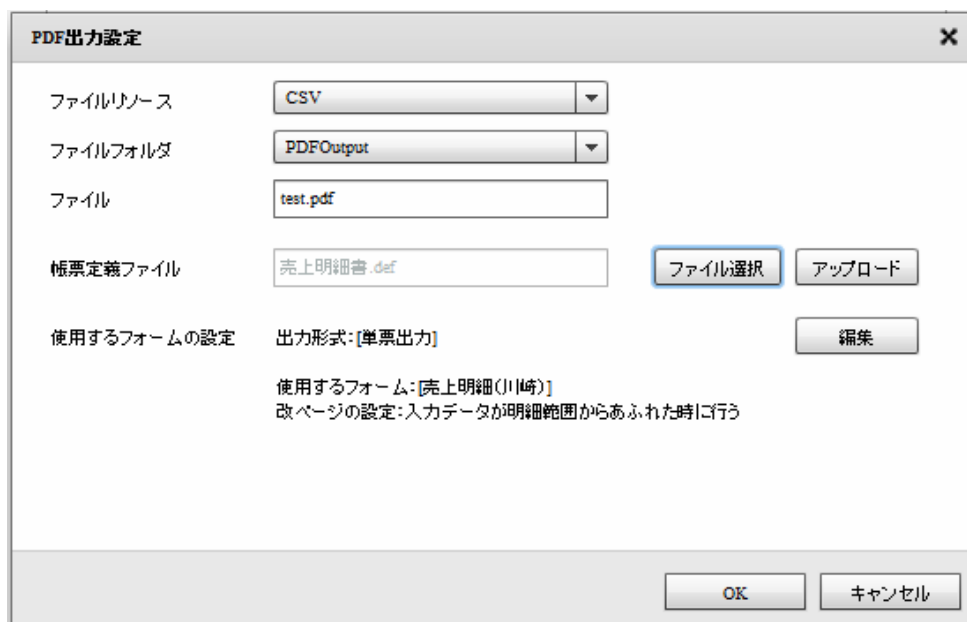 PDF出力設定
ファイルリソース CSV
ファイルフォルダ PDFOutput
ファイル test.pdf
帳票定義ファイル 売上明細書.def ファイル選択 アップロード
使用するフォームの設定 出力形式:[単票出力] 編集
使用するフォーム:[売上明細(川崎)]
改ページの設定:入力データが明細範囲からあふれた時に行う
OK キャンセル